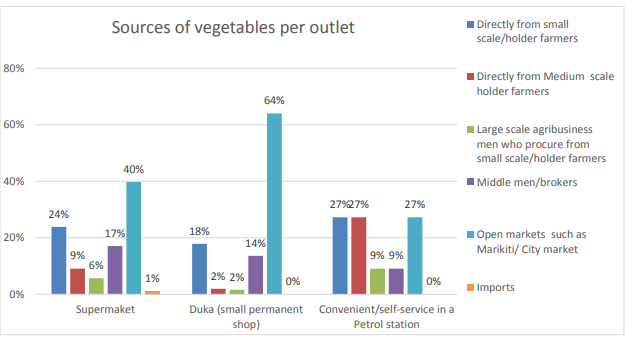 Sources of vegetables per outlet
80%
60%
40%
20%
0%
24%
9%
6%
17%
40%
1%
18%
2%
2%
14%
64%
0%
27%
27%
9%
9%
27%
0%
Supermaket
Duka (small permanent
shop)
Convenient/self-service in a
Petrol station
Directly from small
scale/holder farmers
Directly from Medium scale
holder farmers
Large scale agribusiness
men who procure from
small scale/holder farmers
Middle men/brokers
Open markets such as
Marikiti/ City market
Imports